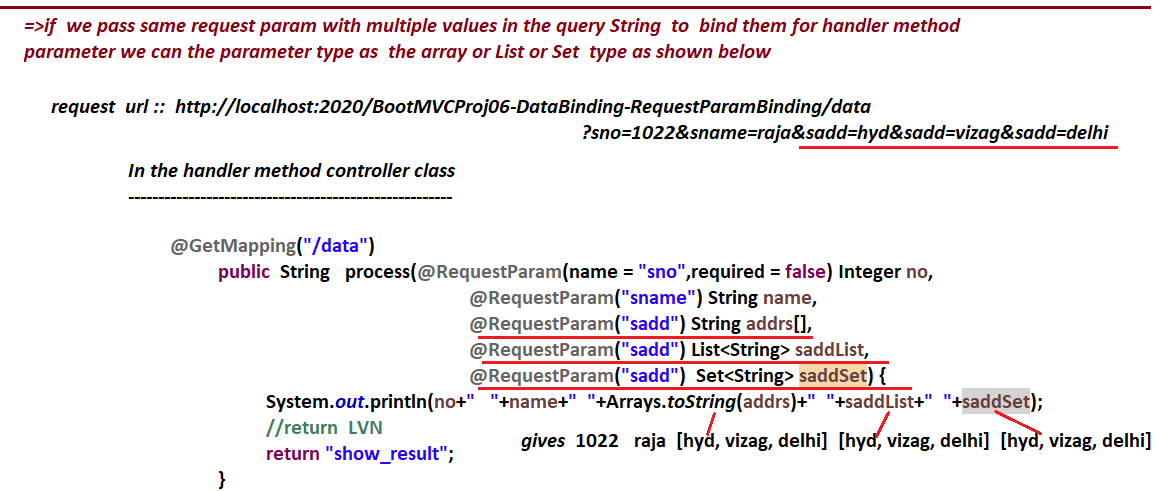 =>if we pass same request param with multiple values in the query String to bind them for handler method
parameter we can the parameter type as the array or List or Set type as shown below
request url :: http://localhost:2020/BootMVCProj06-DataBinding-RequestParamBinding/data
?sno=1022&sname=raja&sadd=hyd&sadd=vizag&sadd=delhi
In the handler method controller class
------------------------------------------------------
@GetMapping("/data")
public String process(@RequestParam(name = "sno",required = false) Integer no,
@RequestParam("sname") String name,
@RequestParam("sadd") String addrs[],
@RequestParam("sadd") List<String> saddList,
@RequestParam("sadd") Set<String> saddSet) {
System.out.println(no+" "+name+" "+Arrays.toString(addrs)+" "+saddList+" "+saddSet);
//return LVN
gives 1022 raja [hyd, vizag, delhi] [hyd, vizag, delhi] [hyd, vizag, delhi]
return "show_result";
}